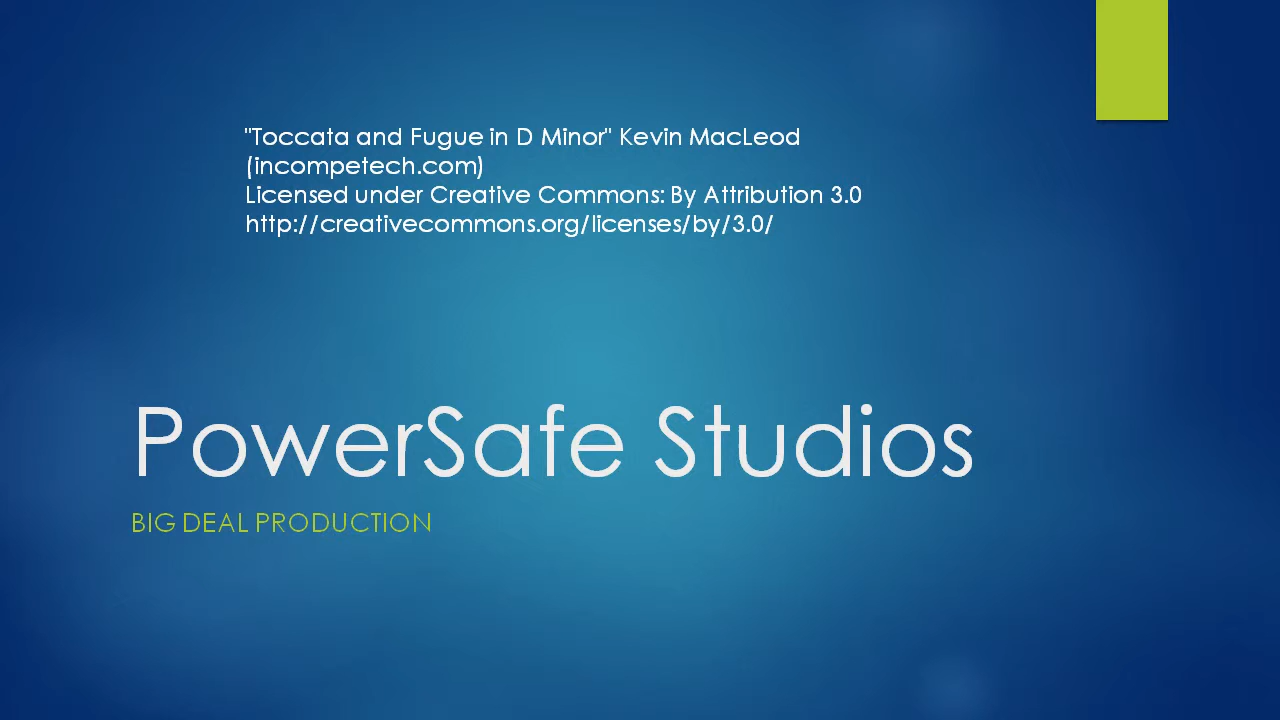 "Toccata and Fugue in D Minor" Kevin MacLeod
(incompetech.com)
Licensed under Creative Commons: By Attribution 3.0
http://creativecommons.org/licenses/by/3.0/
PowerSafe Studios
BIG DEAL PRODUCTION